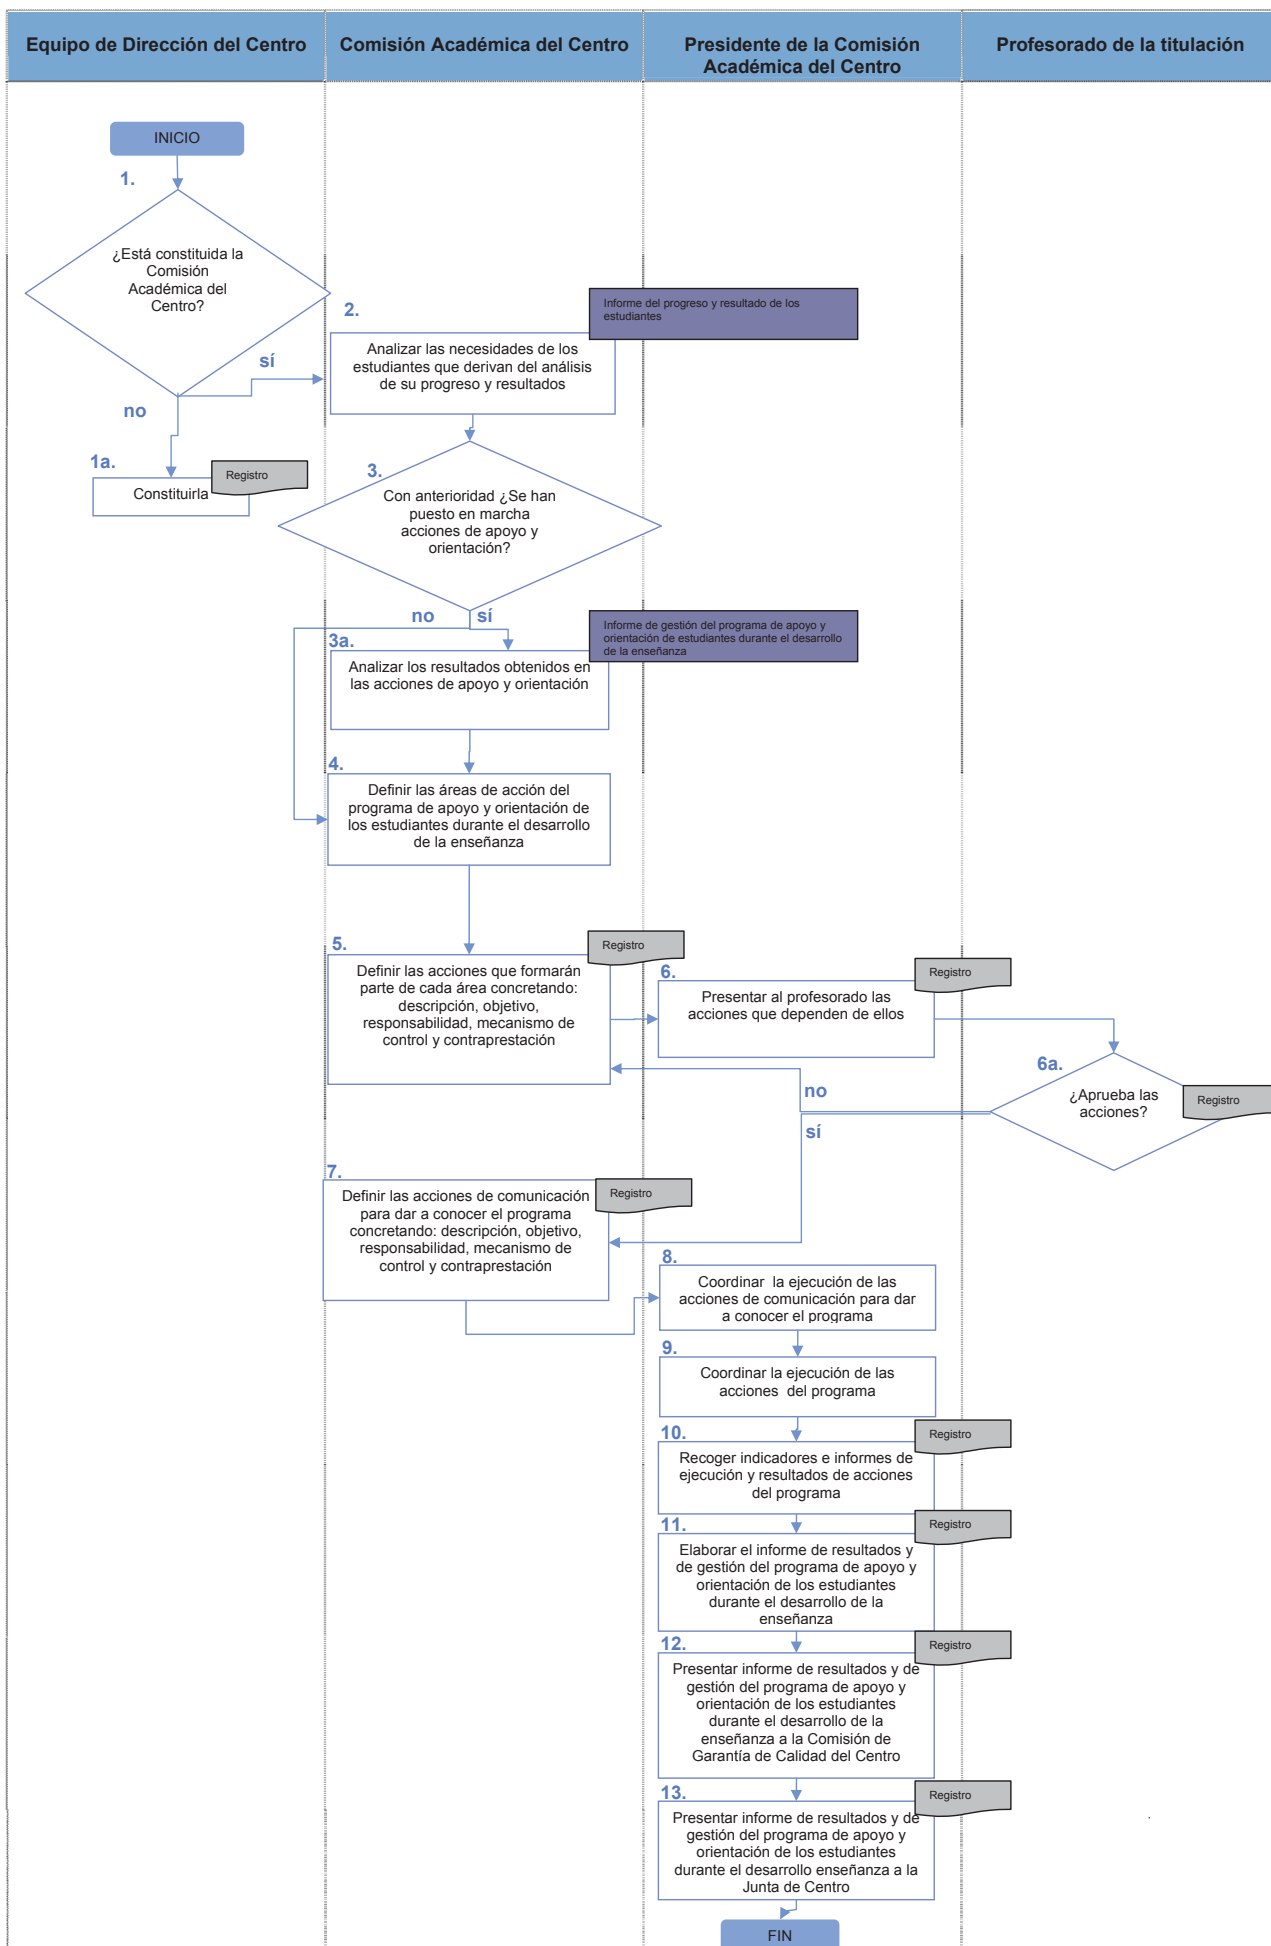 Equipo de Dirección del Centro
Comisión Académica del Centro
Presidente de la Comisión
Académica del Centro
Profesorado de la titulación
INICIO
1.
¿Está constituida la
Comisión
Académica del
Centro?
sí
no
1a.
Constituirla
Registro
2.
Informe del progreso y resultado de los
estudiantes
Analizar las necesidades de los
estudiantes que derivan del análisis
de su progreso y resultados
3.
Con anterioridad ¿Se han
puesto en marcha
acciones de apoyo y
orientación?
no
sí
3a.
Informe de gestión del programa de apoyo y
orientación de estudiantes durante el desarrollo
de la enseñanza
Analizar los resultados obtenidos en
las acciones de apoyo y orientación
4.
Definir las áreas de acción del
programa de apoyo y orientación de
los estudiantes durante el desarrollo
de la enseñanza
5.
Registro
Definir las acciones que formarán
parte de cada área concretando:
descripción, objetivo,
responsabilidad, mecanismo de
control y contraprestación
6.
Registro
Presentar al profesorado las
acciones que dependen de ellos
6a.
¿Aprueba las
acciones?
Registro
no
sí
7.
Registro
Definir las acciones de comunicación
para dar a conocer el programa
concretando: descripción, objetivo,
responsabilidad, mecanismo de
control y contraprestación
8.
Coordinar la ejecución de las
acciones de comunicación para dar
a conocer el programa
9.
Coordinar la ejecución de las
acciones del programa
10.
Registro
Recoger indicadores e informes de
ejecución y resultados de acciones
del programa
11.
Registro
Elaborar el informe de resultados y
de gestión del programa de apoyo y
orientación de los estudiantes
durante el desarrollo de la
enseñanza
12.
Registro
Presentar informe de resultados y de
gestión del programa de apoyo y
orientación de los estudiantes
durante el desarrollo de la
enseñanza a la Comisión de
Garantía de Calidad del Centro
13.
Registro
Presentar informe de resultados y de
gestión del programa de apoyo y
orientación de los estudiantes
durante el desarrollo enseñanza a la
Junta de Centro
FIN